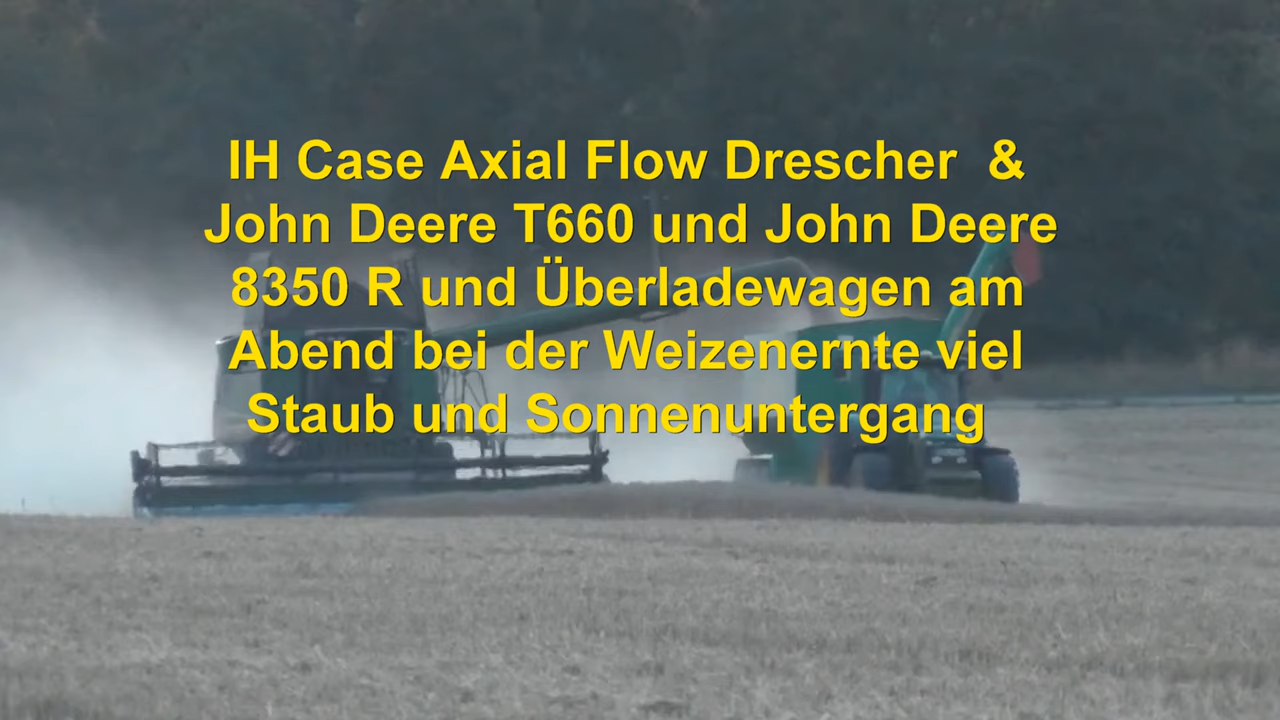 IH Case Axial Flow Drescher &
John Deere T660 und John Deere
8350 R und Überladewagen am
Abend bei der Weizenernte viel
Staub und Sonnenuntergang